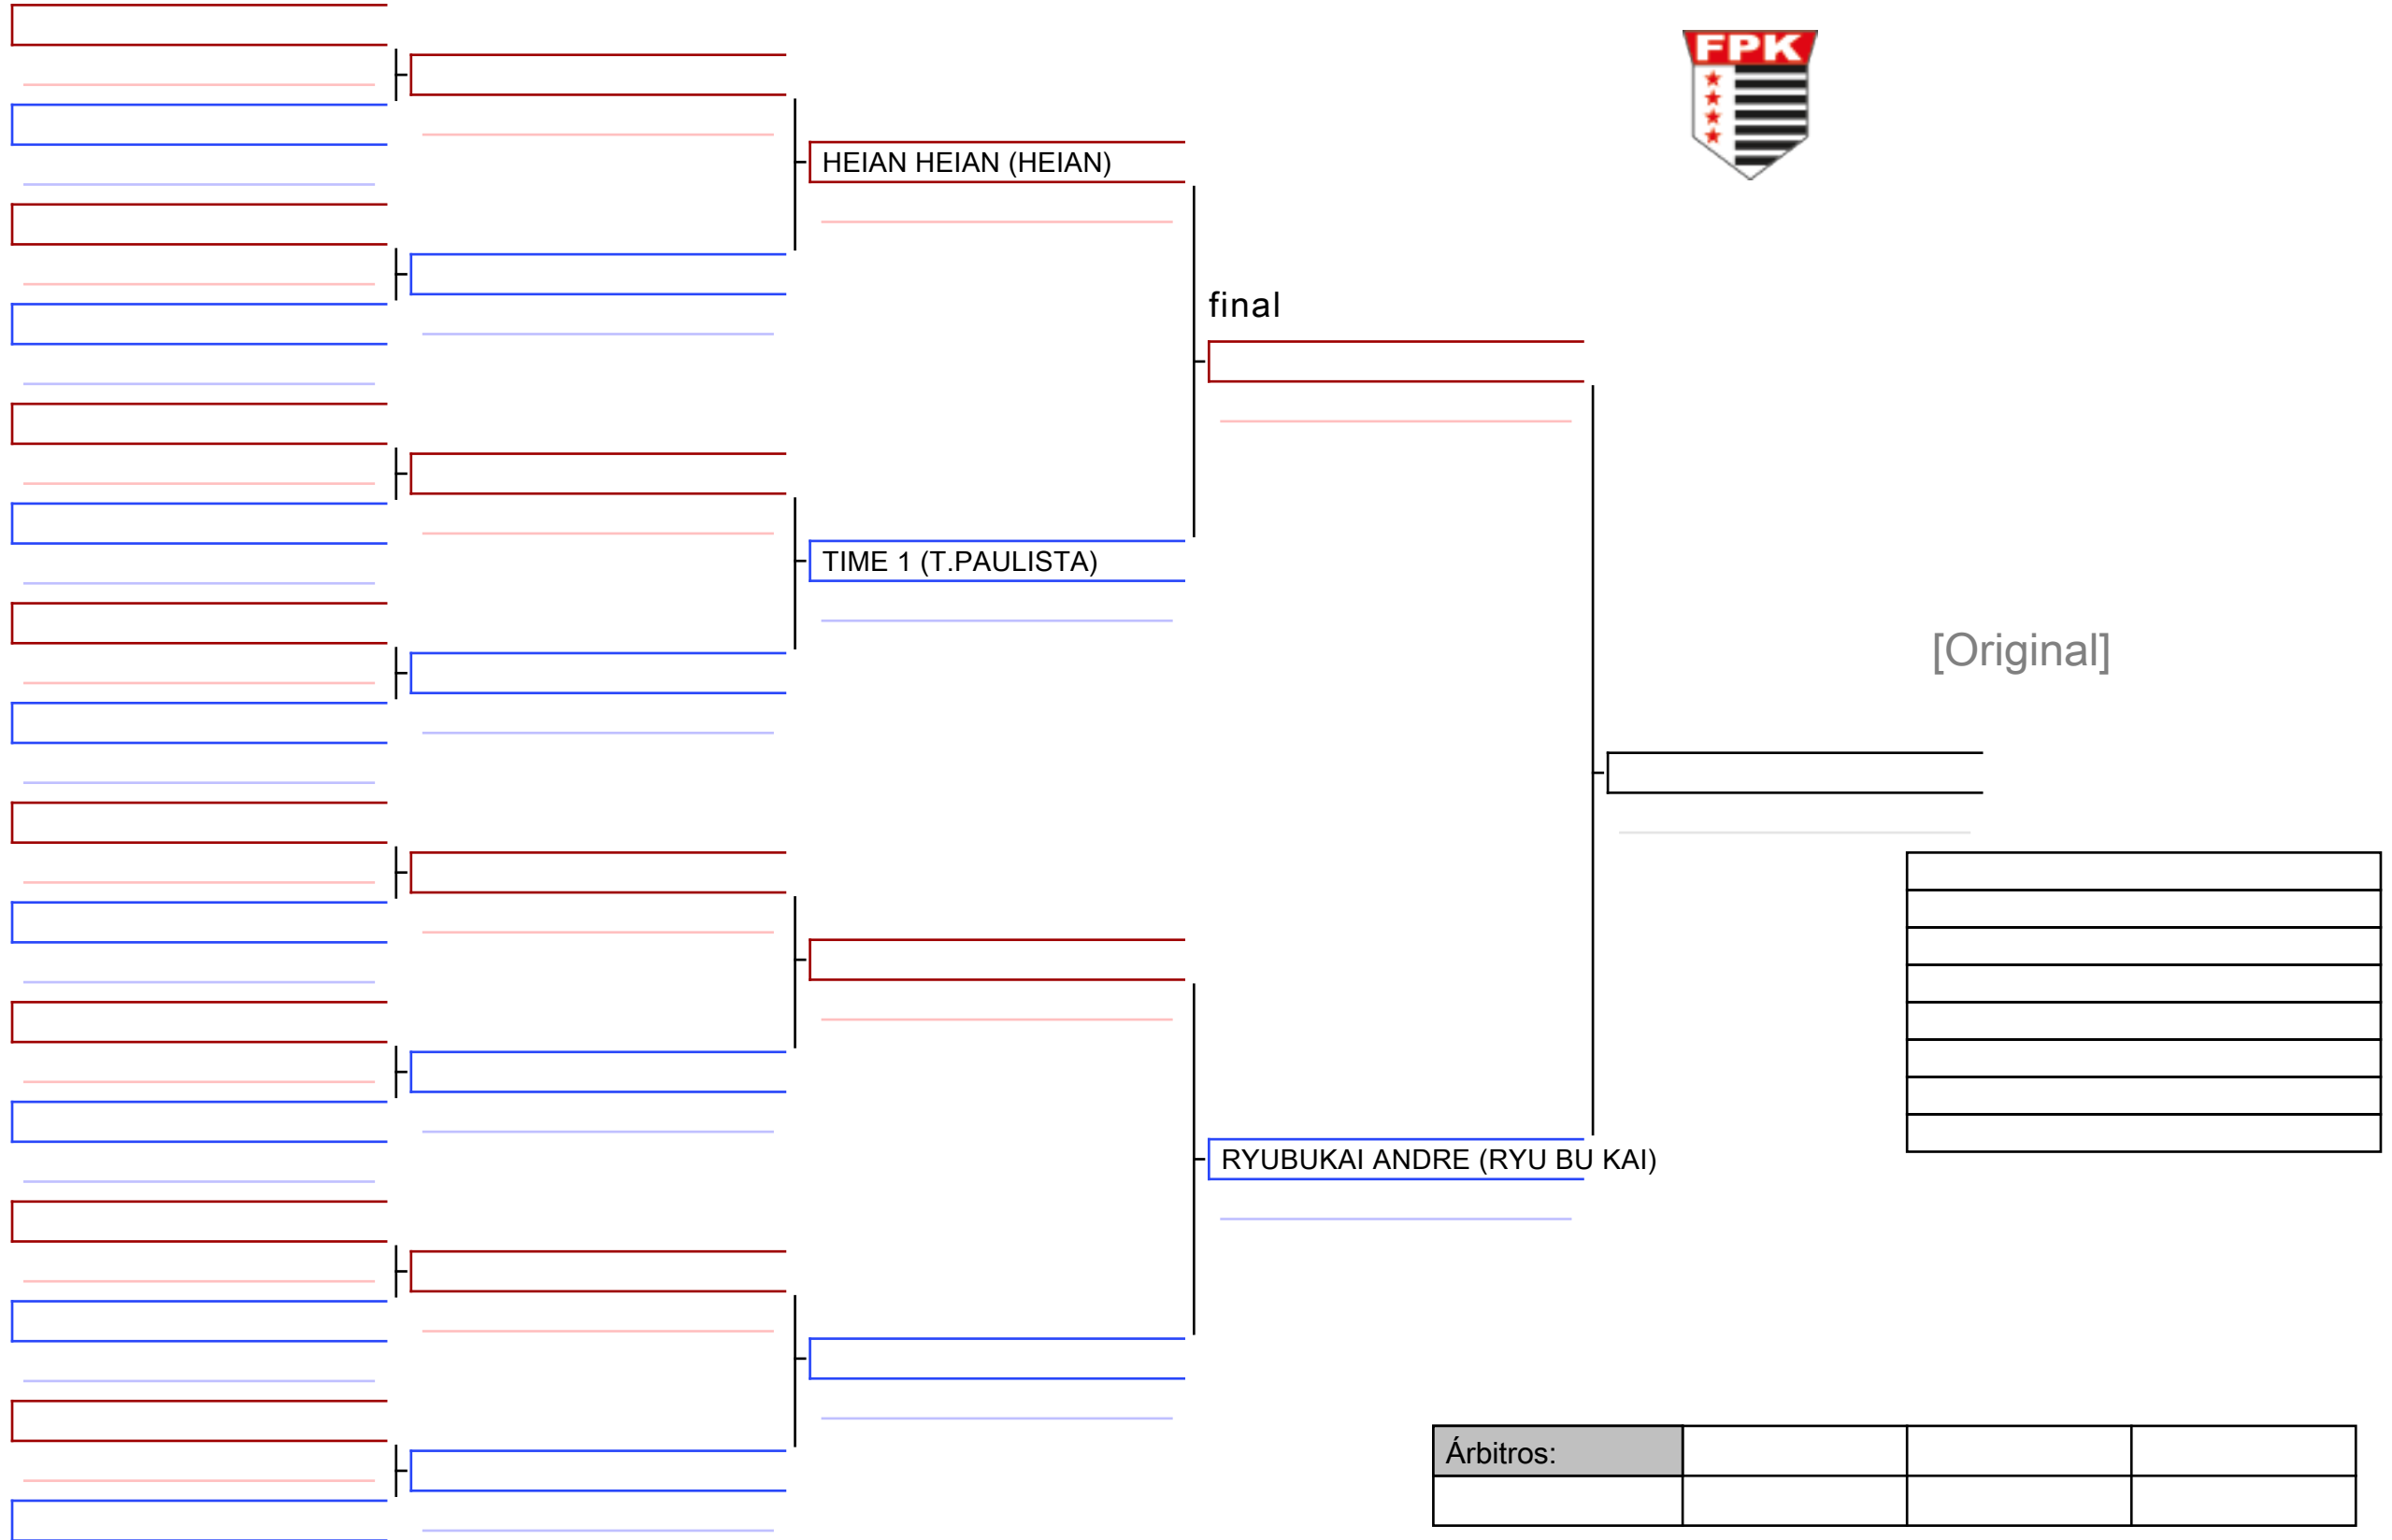 FPK
HEIAN HEIAN (HEIAN)
final
TIME 1 (T.PAULISTA)
[Original]
RYUBUKAI ANDRE (RYU BU KAI)
Árbitros: